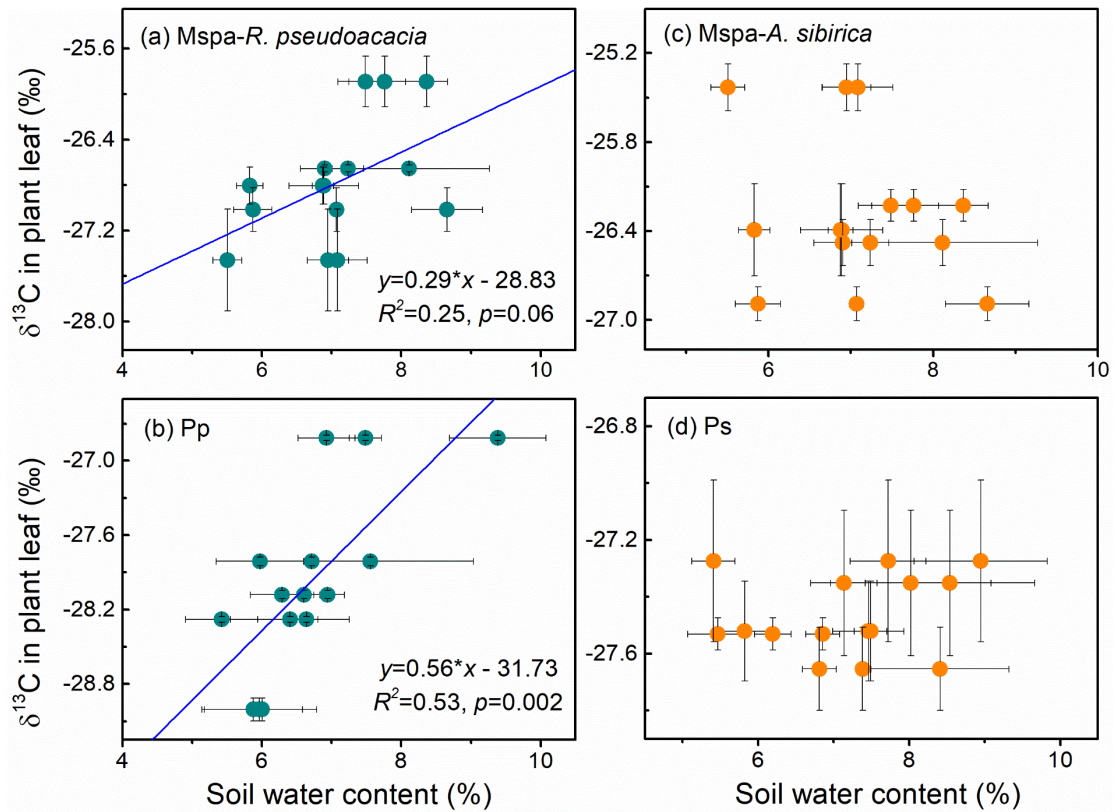 (a) Mspa-R. pseudoacacia
δ¹³C in plant leaf (‰)
-25.6
-26.4
-27.2
-28.0
y=0.29*x - 28.83
R²=0.25, p=0.06
4 6 8 10
(c) Mspa-A. sibirica
-25.2
-25.8
-26.4
-27.0
6 8 10
(b) Pp
δ¹³C in plant leaf (‰)
-27.0
-27.6
-28.2
-28.8
y=0.56*x - 31.73
R²=0.53, p=0.002
4 6 8 10
Soil water content (%)
(d) Ps
-26.8
-27.2
-27.6
6 8 10
Soil water content (%)